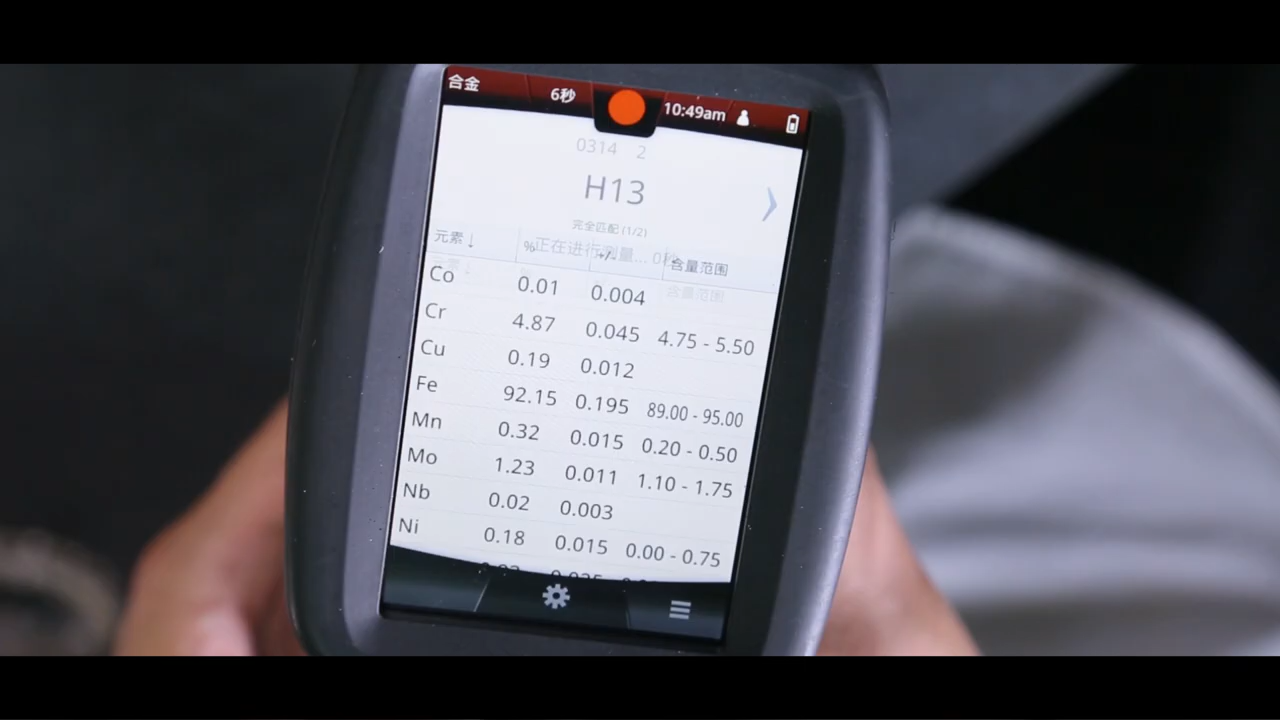 合金 6秒 10:49am
0314 2
H13
完全匹配 (1/2)
正在进行测量... 0秒
元素↓ % +/- 含量范围
元素↓ 含量范围
Co 0.01 0.004
Cr 4.87 0.045 4.75 - 5.50
Cu 0.19 0.012
Fe 92.15 0.195 89.00 - 95.00
Mn 0.32 0.015 0.20 - 0.50
Mo 1.23 0.011 1.10 - 1.75
Nb 0.02 0.003
Ni 0.18 0.015 0.00 - 0.75